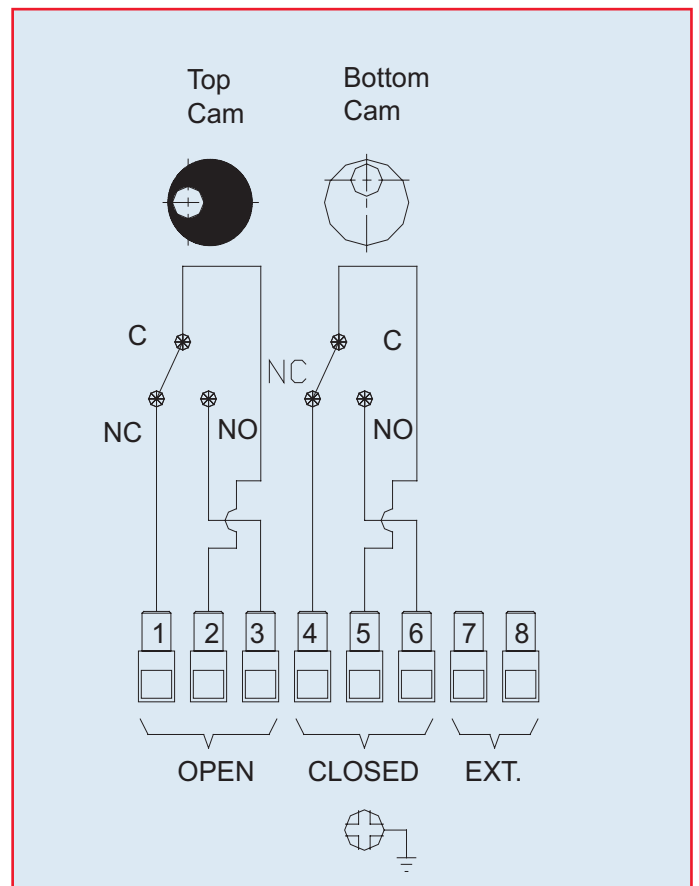 Top
Cam
Bottom
Cam
C
C
NC
NC
NO
NO
1 2 3 4 5 6 7 8
OPEN CLOSED EXT.